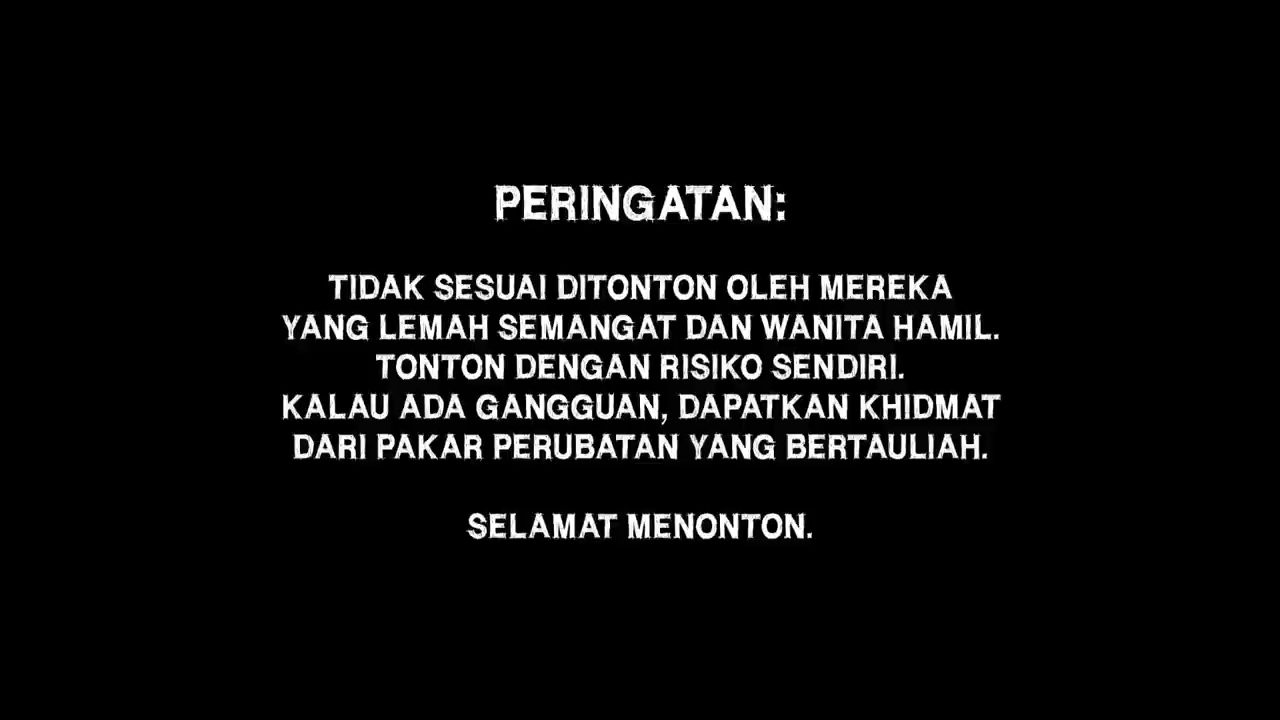 PERINGATAN:
TIDAK SESUAI DITONTON OLEH MEREKA
YANG LEMAH SEMANGAT DAN WANITA HAMIL.
TONTON DENGAN RISIKO SENDIRI.
KALAU ADA GANGGUAN, DAPATKAN KHIDMAT
DARI PAKAR PERUBATAN YANG BERTAULIAH.
SELAMAT MENONTON.